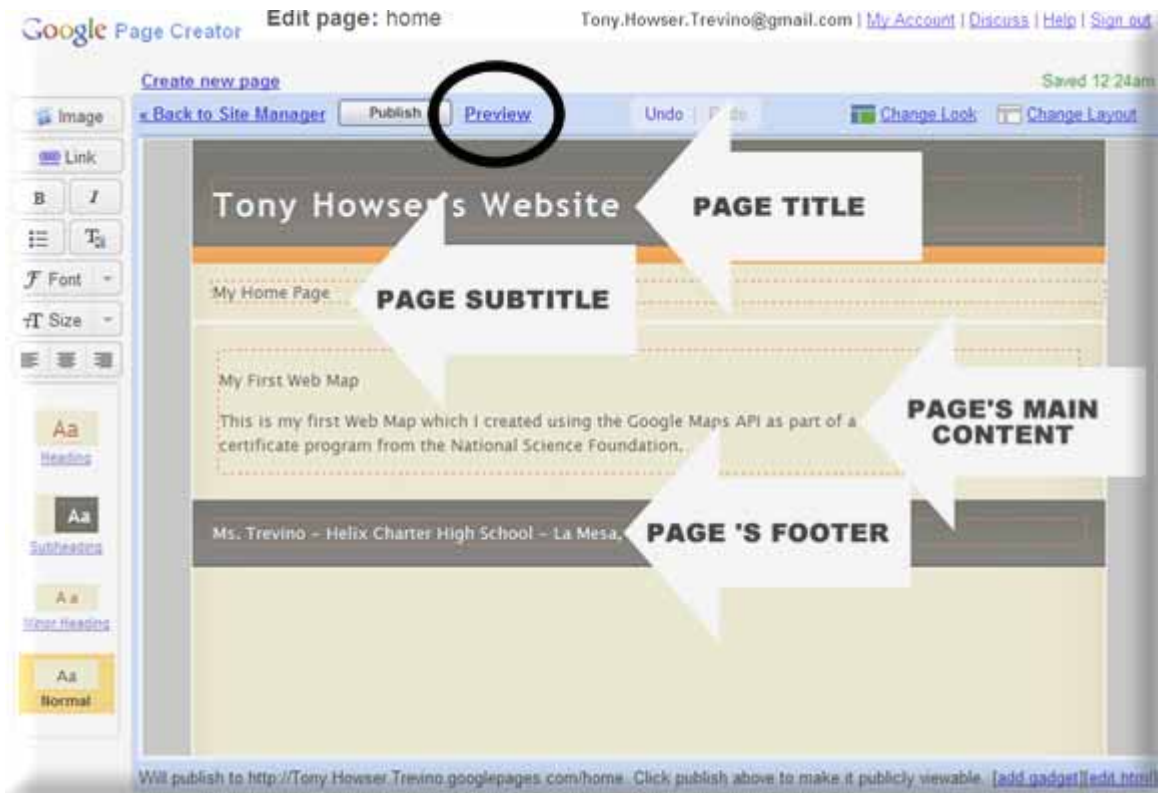 Google Page Creator
Edit page: home
Tony.Howser.Trevino@gmail.com | My Account | Discuss | Help | Sign out
Create new page
Saved 12:24am
« Back to Site Manager
Publish
Preview
Undo |
Change Look
Change Layout
Image
Link
B I
Font
Size
Aa
Heading
Aa
Subheading
Aa
Minor Heading
Aa
Normal
Tony Howser's Website
PAGE TITLE
My Home Page
PAGE SUBTITLE
My First Web Map
This is my first Web Map which I created using the Google Maps API as part of a
certificate program from the National Science Foundation.
PAGE'S MAIN
CONTENT
Ms. Trevino - Helix Charter High School - La Mesa,
PAGE 'S FOOTER
Will publish to http://Tony.Howser.Trevino.googlepages.com/home. Click publish above to make it publicly viewable. [add gadget][edit html]